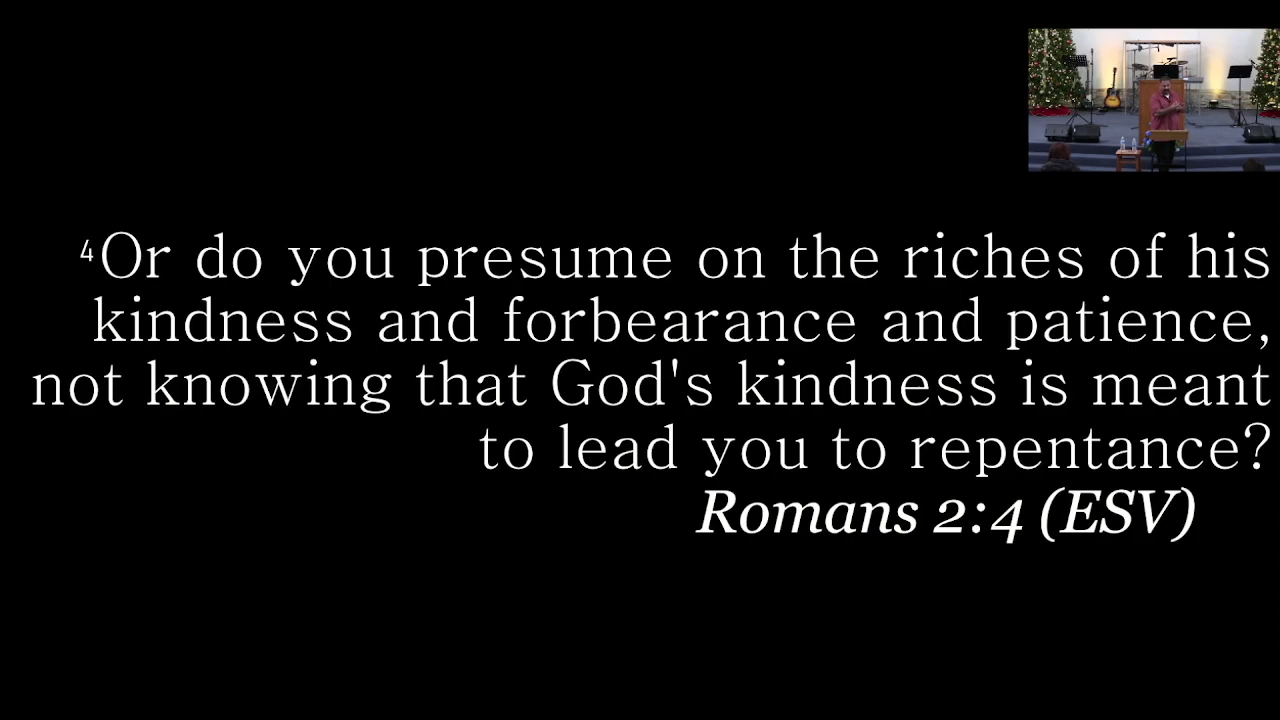 4Or do you presume on the riches of his
kindness and forbearance and patience,
not knowing that God's kindness is meant
to lead you to repentance?
Romans 2:4 (ESV)